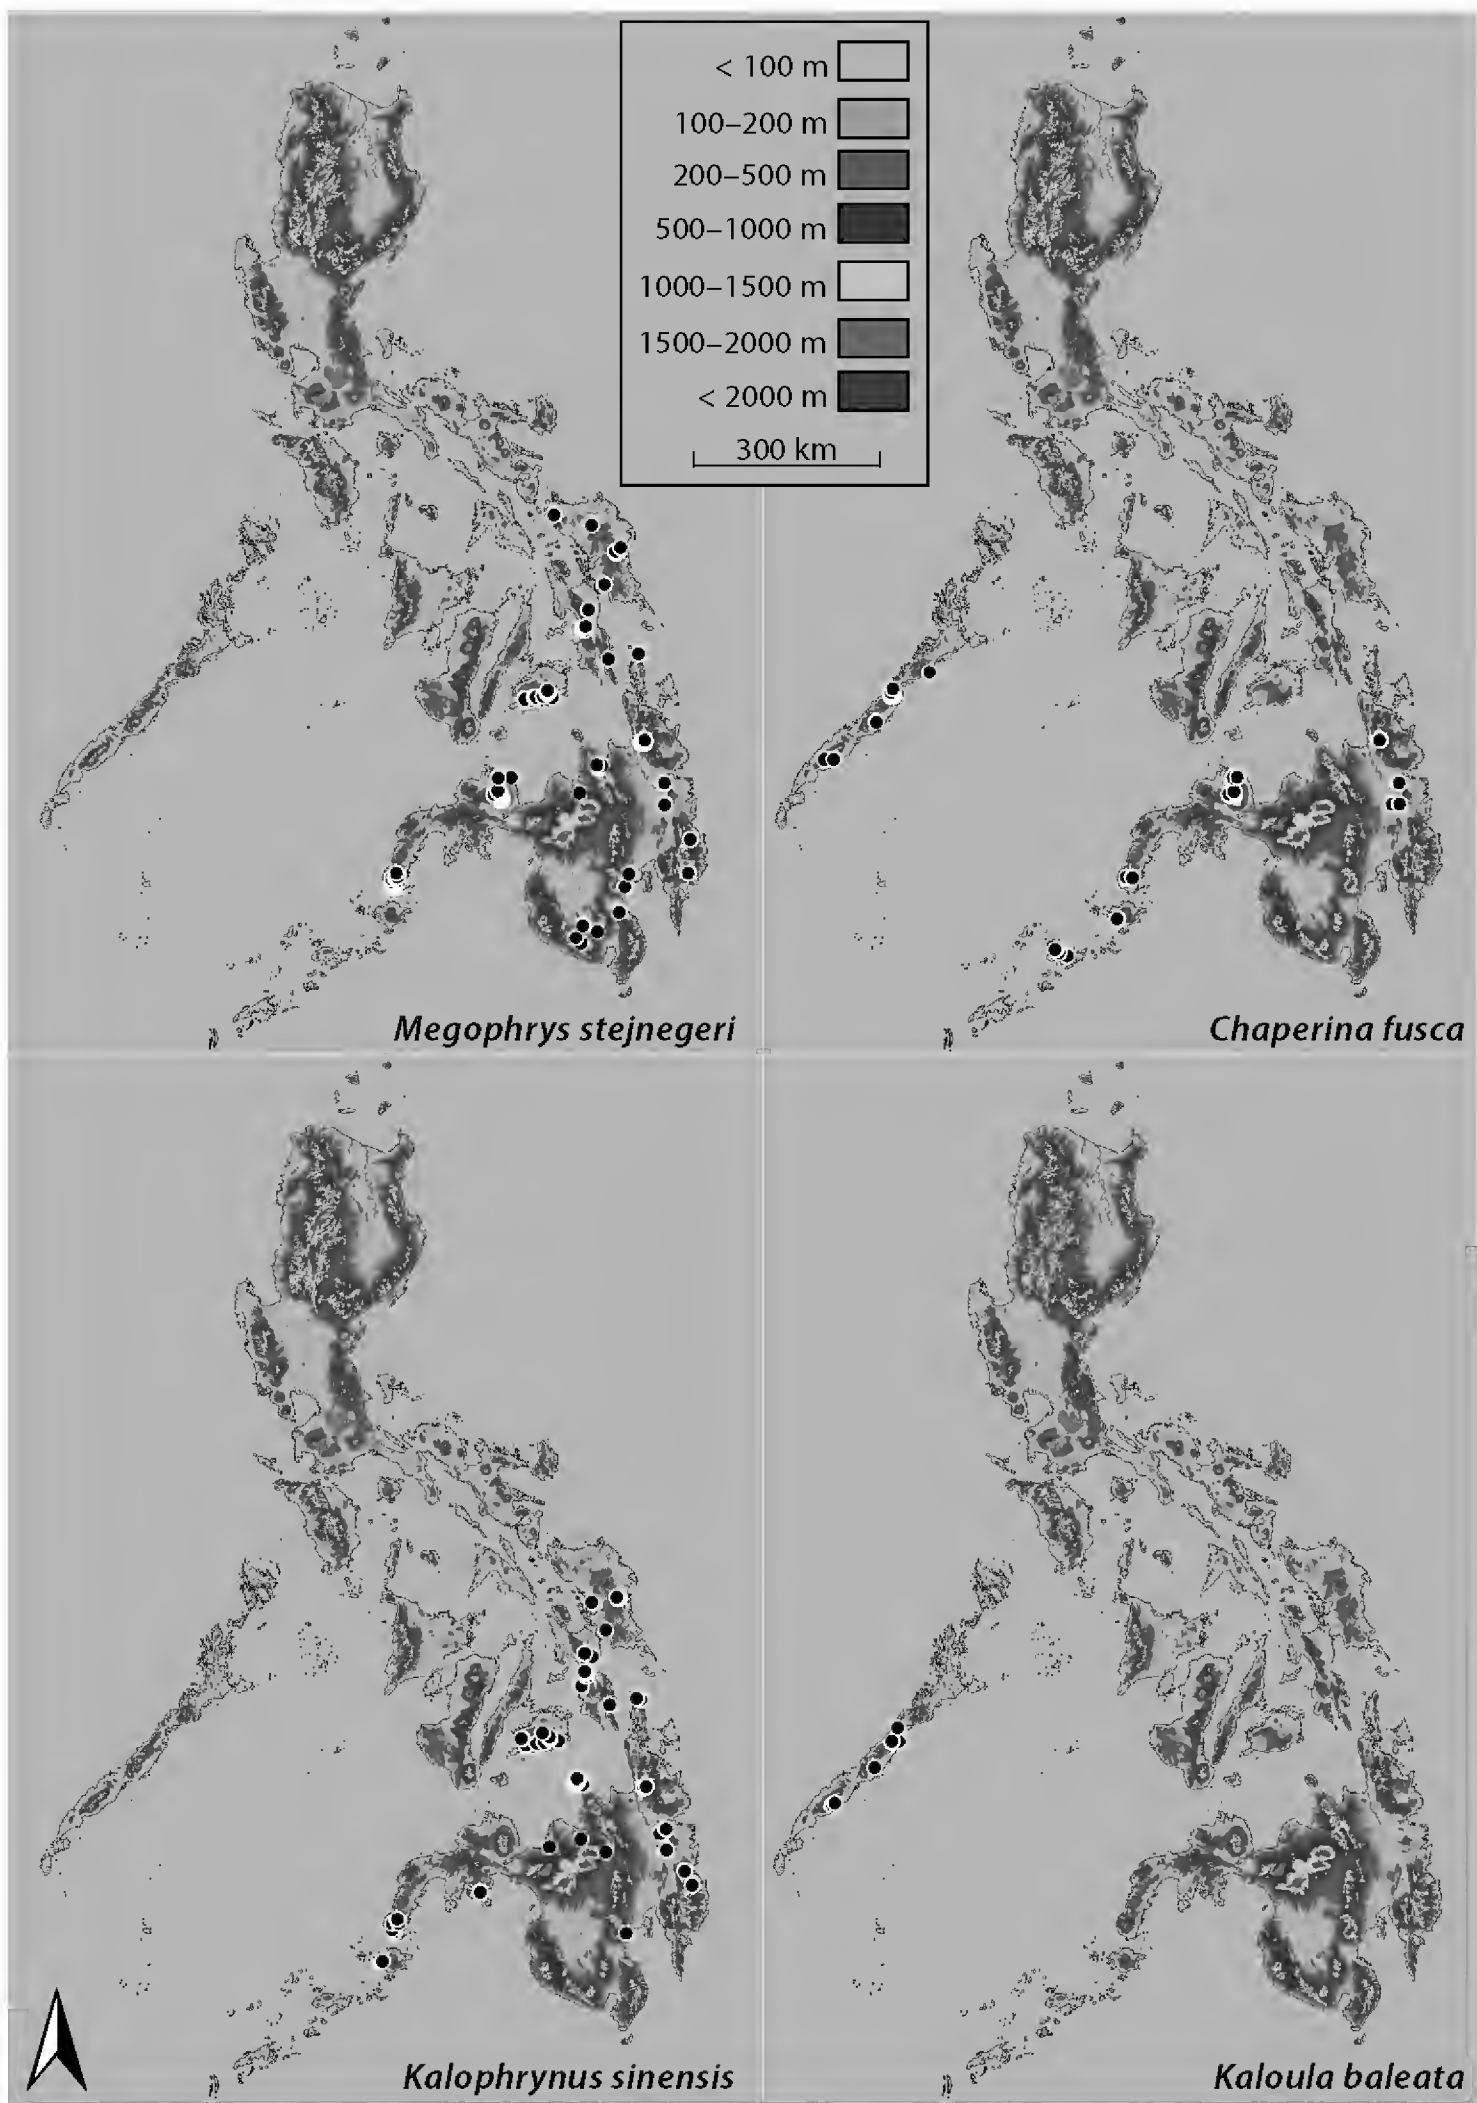 < 100 m
100–200 m
200–500 m
500–1000 m
1000–1500 m
1500–2000 m
< 2000 m
300 km
Megophrys stejnegeri
Chaperina fusca
Kalophrynus sinensis
Kaloula baleata